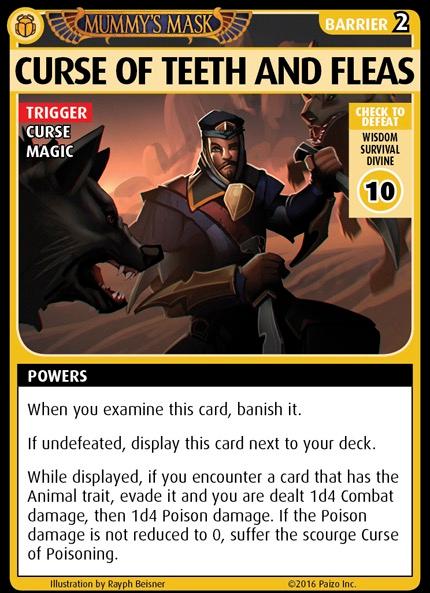 MUMMY'S MASK
BARRIER 2
CURSE OF TEETH AND FLEAS
TRIGGER
CURSE
MAGIC
CHECK TO
DEFEAT
WISDOM
SURVIVAL
DIVINE
10
POWERS
When you examine this card, banish it.
If undefeated, display this card next to your deck.
While displayed, if you encounter a card that has the
Animal trait, evade it and you are dealt 1d4 Combat
damage, then 1d4 Poison damage. If the Poison
damage is not reduced to 0, suffer the scourge Curse
of Poisoning.
Illustration by Rayph Beisner
©2016 Paizo Inc.